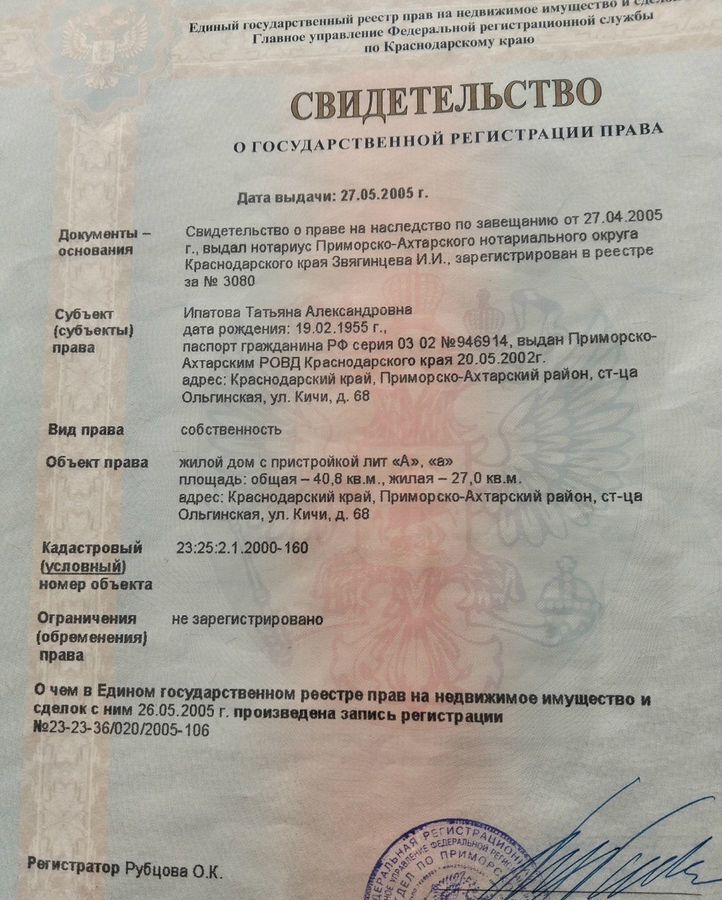 Единый государственный реестр прав на недвижимое имущество и
Главное управление Федеральной регистрационной службы
по Краснодарскому краю
СВИДЕТЕЛЬСТВО
О ГОСУДАРСТВЕННОЙ РЕГИСТРАЦИИ ПРАВА
Дата выдачи: 27.05.2005 г.
Документы –
основания
Свидетельство о праве на наследство по завещанию от 27.04.2005
г., выдал нотариус Приморско-Ахтарского нотариального округа
Краснодарского края Звягинцева И.И., зарегистрирован в реестре
за № 3080
Субъект
(субъекты)
права
Ипатова Татьяна Александровна
дата рождения: 19.02.1955 г.,
паспорт гражданина РФ серия 03 02 №946914, выдан Приморско-
Ахтарским РОВД Краснодарского края 20.05.2002г.
адрес: Краснодарский край, Приморско-Ахтарский район, ст-ца
Ольгинская, ул. Кичи, д. 68
Вид права
собственность
Объект права
жилой дом с пристройкой лит «А», «а»
площадь: общая – 40,8 кв.м., жилая – 27,0 кв.м.
адрес: Краснодарский край, Приморско-Ахтарский район, ст-ца
Ольгинская, ул. Кичи, д. 68
Кадастровый
(условный)
номер объекта
23:25:2.1.2000-160
Ограничения
(обременения)
права
не зарегистрировано
О чем в Едином государственном реестре прав на недвижимое имущество и
сделок с ним 26.05.2005 г. произведена запись регистрации
№23-23-36/020/2005-106
Регистратор Рубцова О.К.